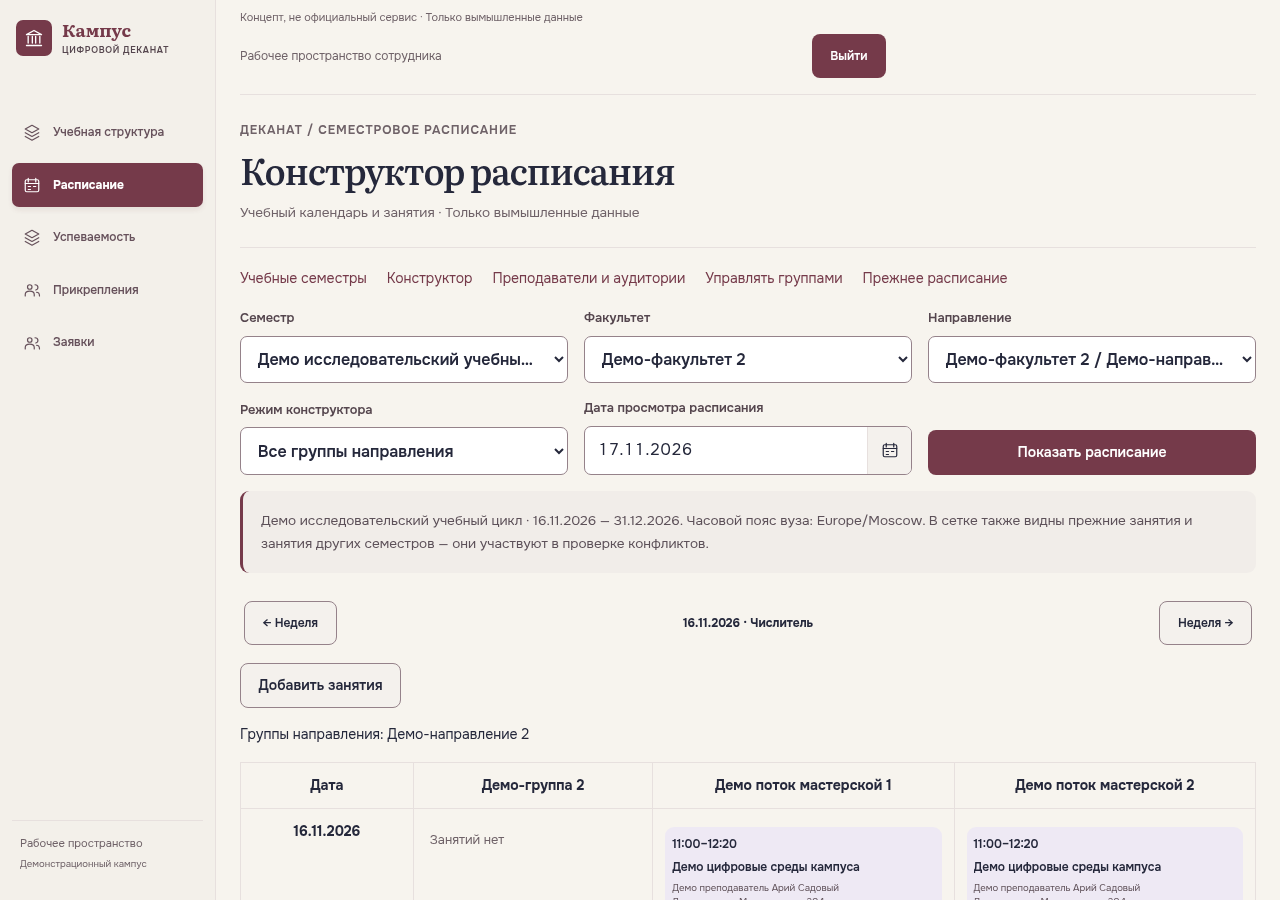 Кампус
ЦИФРОВОЙ ДЕКАНАТ
Учебная структура
Расписание
Успеваемость
Прикрепления
Заявки
Рабочее пространство
Демонстрационный кампус
Концепт, не официальный сервис · Только вымышленные данные
Рабочее пространство сотрудника
Выйти
ДЕКАНАТ / СЕМЕСТРОВОЕ РАСПИСАНИЕ
Конструктор расписания
Учебный календарь и занятия · Только вымышленные данные
Учебные семестры Конструктор Преподаватели и аудитории Управлять группами Прежнее расписание
Семестр Факультет Направление
Демо исследовательский учебны... Демо-факультет 2 Демо-факультет 2 / Демо-направ...
Режим конструктора Дата просмотра расписания
Все группы направления 17.11.2026 Показать расписание
Демо исследовательский учебный цикл · 16.11.2026 — 31.12.2026. Часовой пояс вуза: Europe/Moscow. В сетке также видны прежние занятия и
занятия других семестров — они участвуют в проверке конфликтов.
← Неделя 16.11.2026 · Числитель Неделя →
Добавить занятия
Группы направления: Демо-направление 2
Дата Демо-группа 2 Демо поток мастерской 1 Демо поток мастерской 2
16.11.2026 Занятий нет 11:00–12:20 11:00–12:20
Демо цифровые среды кампуса Демо цифровые среды кампуса
Демо преподаватель Арий Садовый Демо преподаватель Арий Садовый